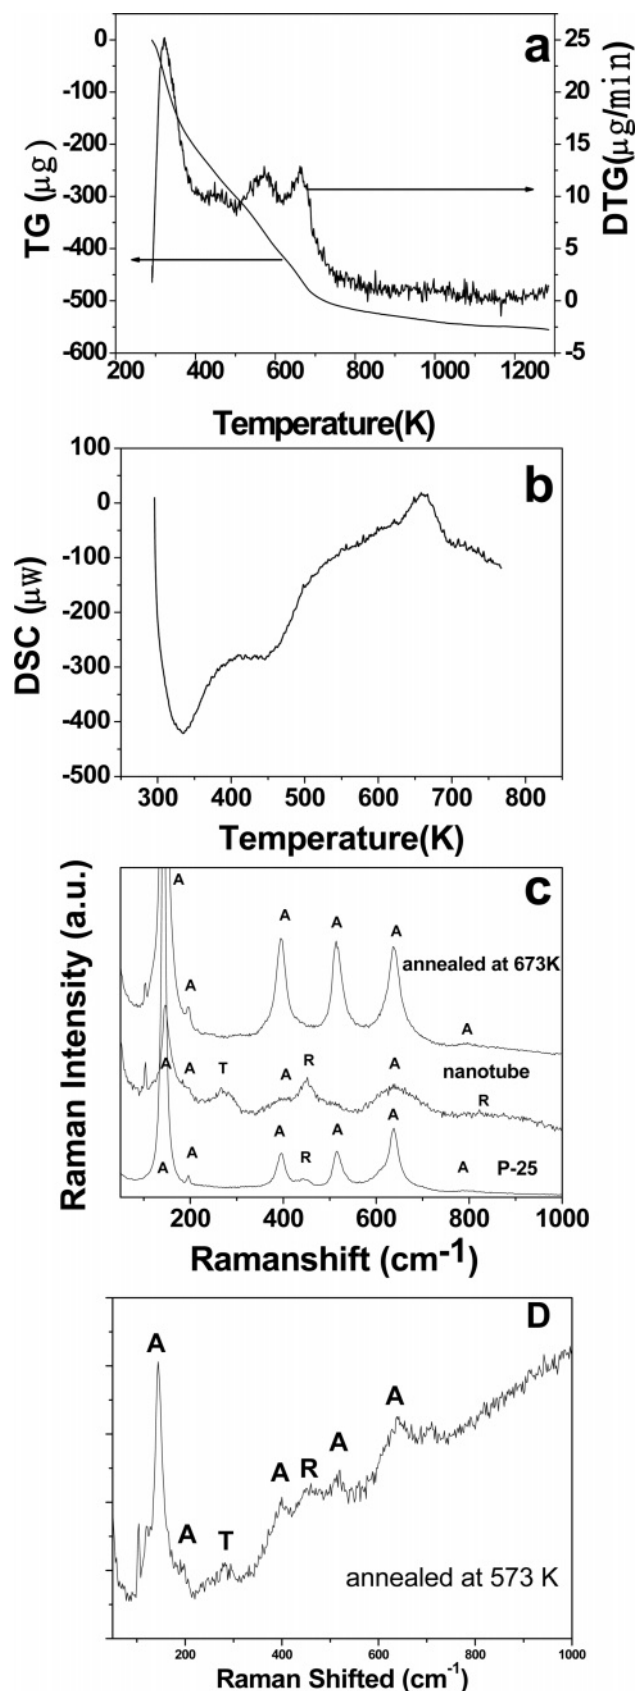 a
TG (μg)
0
-100
-200
-300
-400
-500
-600
25
20
15
10
5
0
-5
DTG(μg/min)
200 400 600 800 1000 1200
Temperature(K)
b
DSC (μW)
100
0
-100
-200
-300
-400
-500
300 400 500 600 700 800
Temperature(K)
c
Raman Intensity (a.u.)
A A A A A A
annealed at 673K
A A T A R A R
nanotube
A A A R A A A
P-25
200 400 600 800 1000
Ramanshift (cm-1)
D
A A T A R A A
annealed at 573 K
200 400 600 800 1000
Raman Shifted (cm-1)